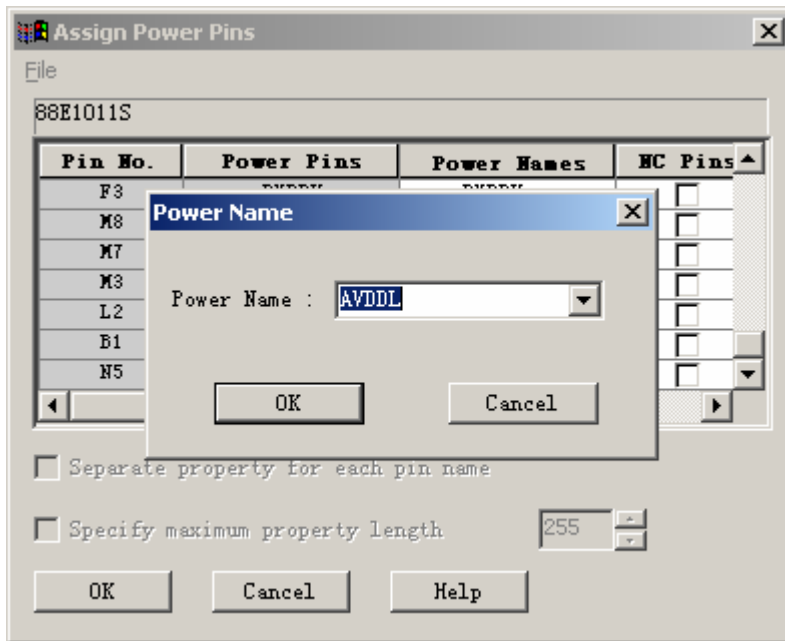 Assign Power Pins
File
88E1011S
Pin No. Power Pins Power Names NC Pins
F3
M8
M7
M3
L2
B1
N5
Power Name
Power Name : AVDDL
OK Cancel
Separate property for each pin name
Specify maximum property length 255
OK Cancel Help